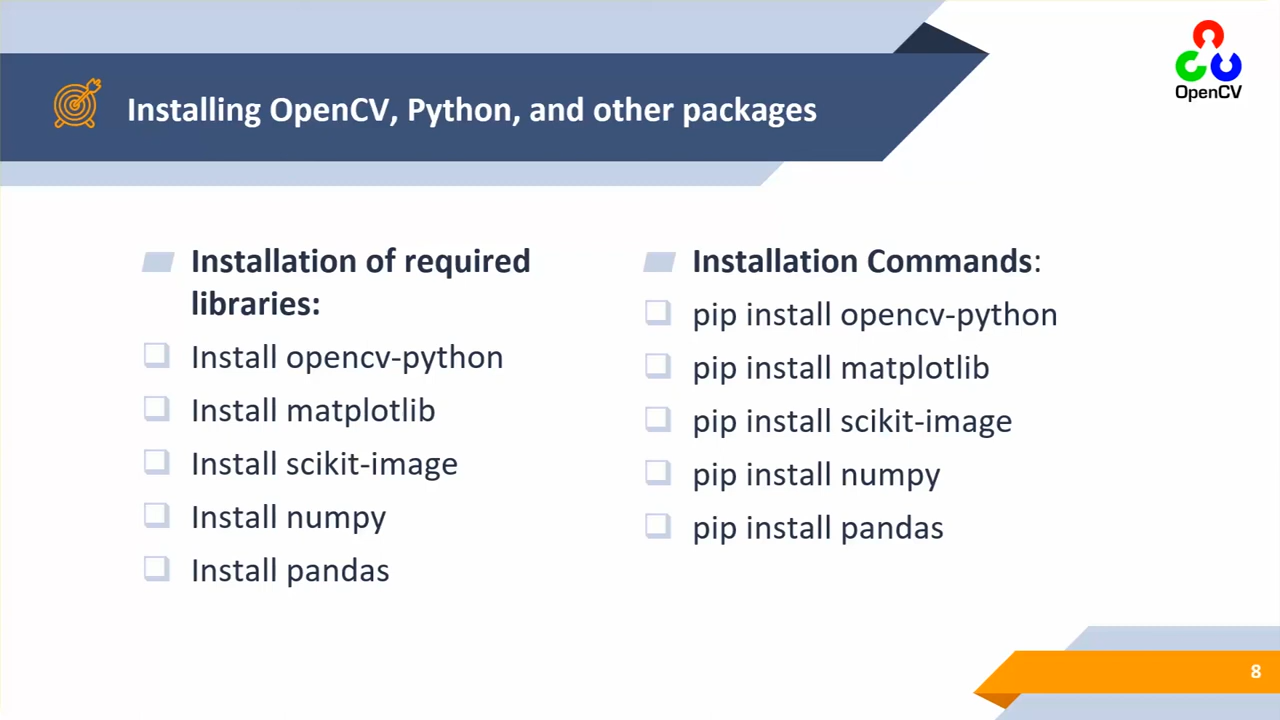 Installing OpenCV, Python, and other packages
OpenCV
Installation of required
libraries:
Install opencv-python
Install matplotlib
Install scikit-image
Install numpy
Install pandas
Installation Commands:
pip install opencv-python
pip install matplotlib
pip install scikit-image
pip install numpy
pip install pandas
8